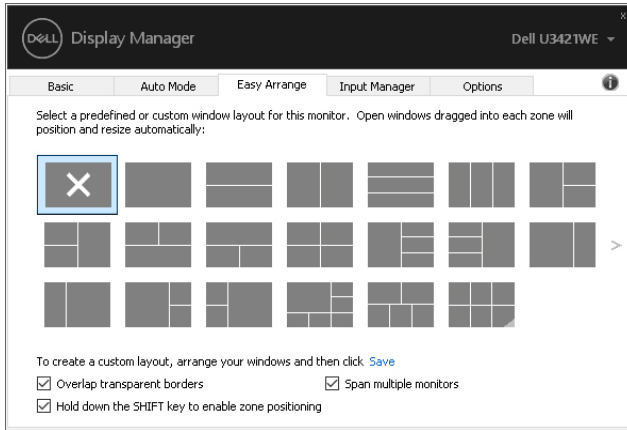 DELL Display Manager
Dell U3421WE
Basic Auto Mode Easy Arrange Input Manager Options
Select a predefined or custom window layout for this monitor. Open windows dragged into each zone will
position and resize automatically:
To create a custom layout, arrange your windows and then click Save
Overlap transparent borders
Span multiple monitors
Hold down the SHIFT key to enable zone positioning